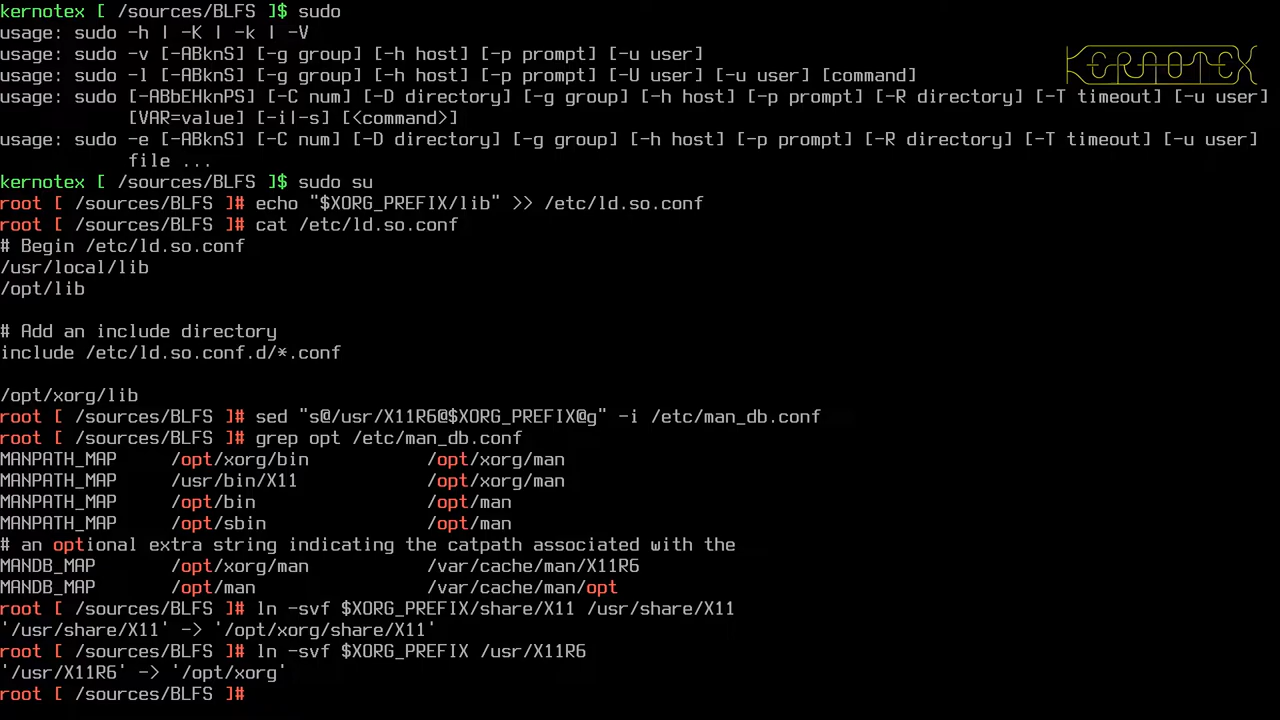 kernotex [ /sources/BLFS ]$ sudo
usage: sudo -h | -K | -k | -V
usage: sudo -v [-ABknS] [-g group] [-h host] [-p prompt] [-u user]
usage: sudo -l [-ABknS] [-g group] [-h host] [-p prompt] [-U user] [-u user] [command]
usage: sudo [-ABbEHknPS] [-C num] [-D directory] [-g group] [-h host] [-p prompt] [-R directory] [-T timeout] [-u user]
            [VAR=value] [-i|-s] [<command>]
usage: sudo -e [-ABknS] [-C num] [-D directory] [-g group] [-h host] [-p prompt] [-R directory] [-T timeout] [-u user]
            file ...
KERNOTEX
kernotex [ /sources/BLFS ]$ sudo su
root [ /sources/BLFS ]# echo "$XORG_PREFIX/lib" >> /etc/ld.so.conf
root [ /sources/BLFS ]# cat /etc/ld.so.conf
# Begin /etc/ld.so.conf
/usr/local/lib
/opt/lib

# Add an include directory
include /etc/ld.so.conf.d/*.conf

/opt/xorg/lib
root [ /sources/BLFS ]# sed "s@/usr/X11R6@$XORG_PREFIX@g" -i /etc/man_db.conf
root [ /sources/BLFS ]# grep opt /etc/man_db.conf
MANPATH_MAP     /opt/xorg/bin           /opt/xorg/man
MANPATH_MAP     /usr/bin/X11            /opt/xorg/man
MANPATH_MAP     /opt/bin                /opt/man
MANPATH_MAP     /opt/sbin               /opt/man
# an optional extra string indicating the catpath associated with the
MANDB_MAP       /opt/xorg/man           /var/cache/man/X11R6
MANDB_MAP       /opt/man                /var/cache/man/opt
root [ /sources/BLFS ]# ln -svf $XORG_PREFIX/share/X11 /usr/share/X11
'/usr/share/X11' -> '/opt/xorg/share/X11'
root [ /sources/BLFS ]# ln -svf $XORG_PREFIX /usr/X11R6
'/usr/X11R6' -> '/opt/xorg'
root [ /sources/BLFS ]#